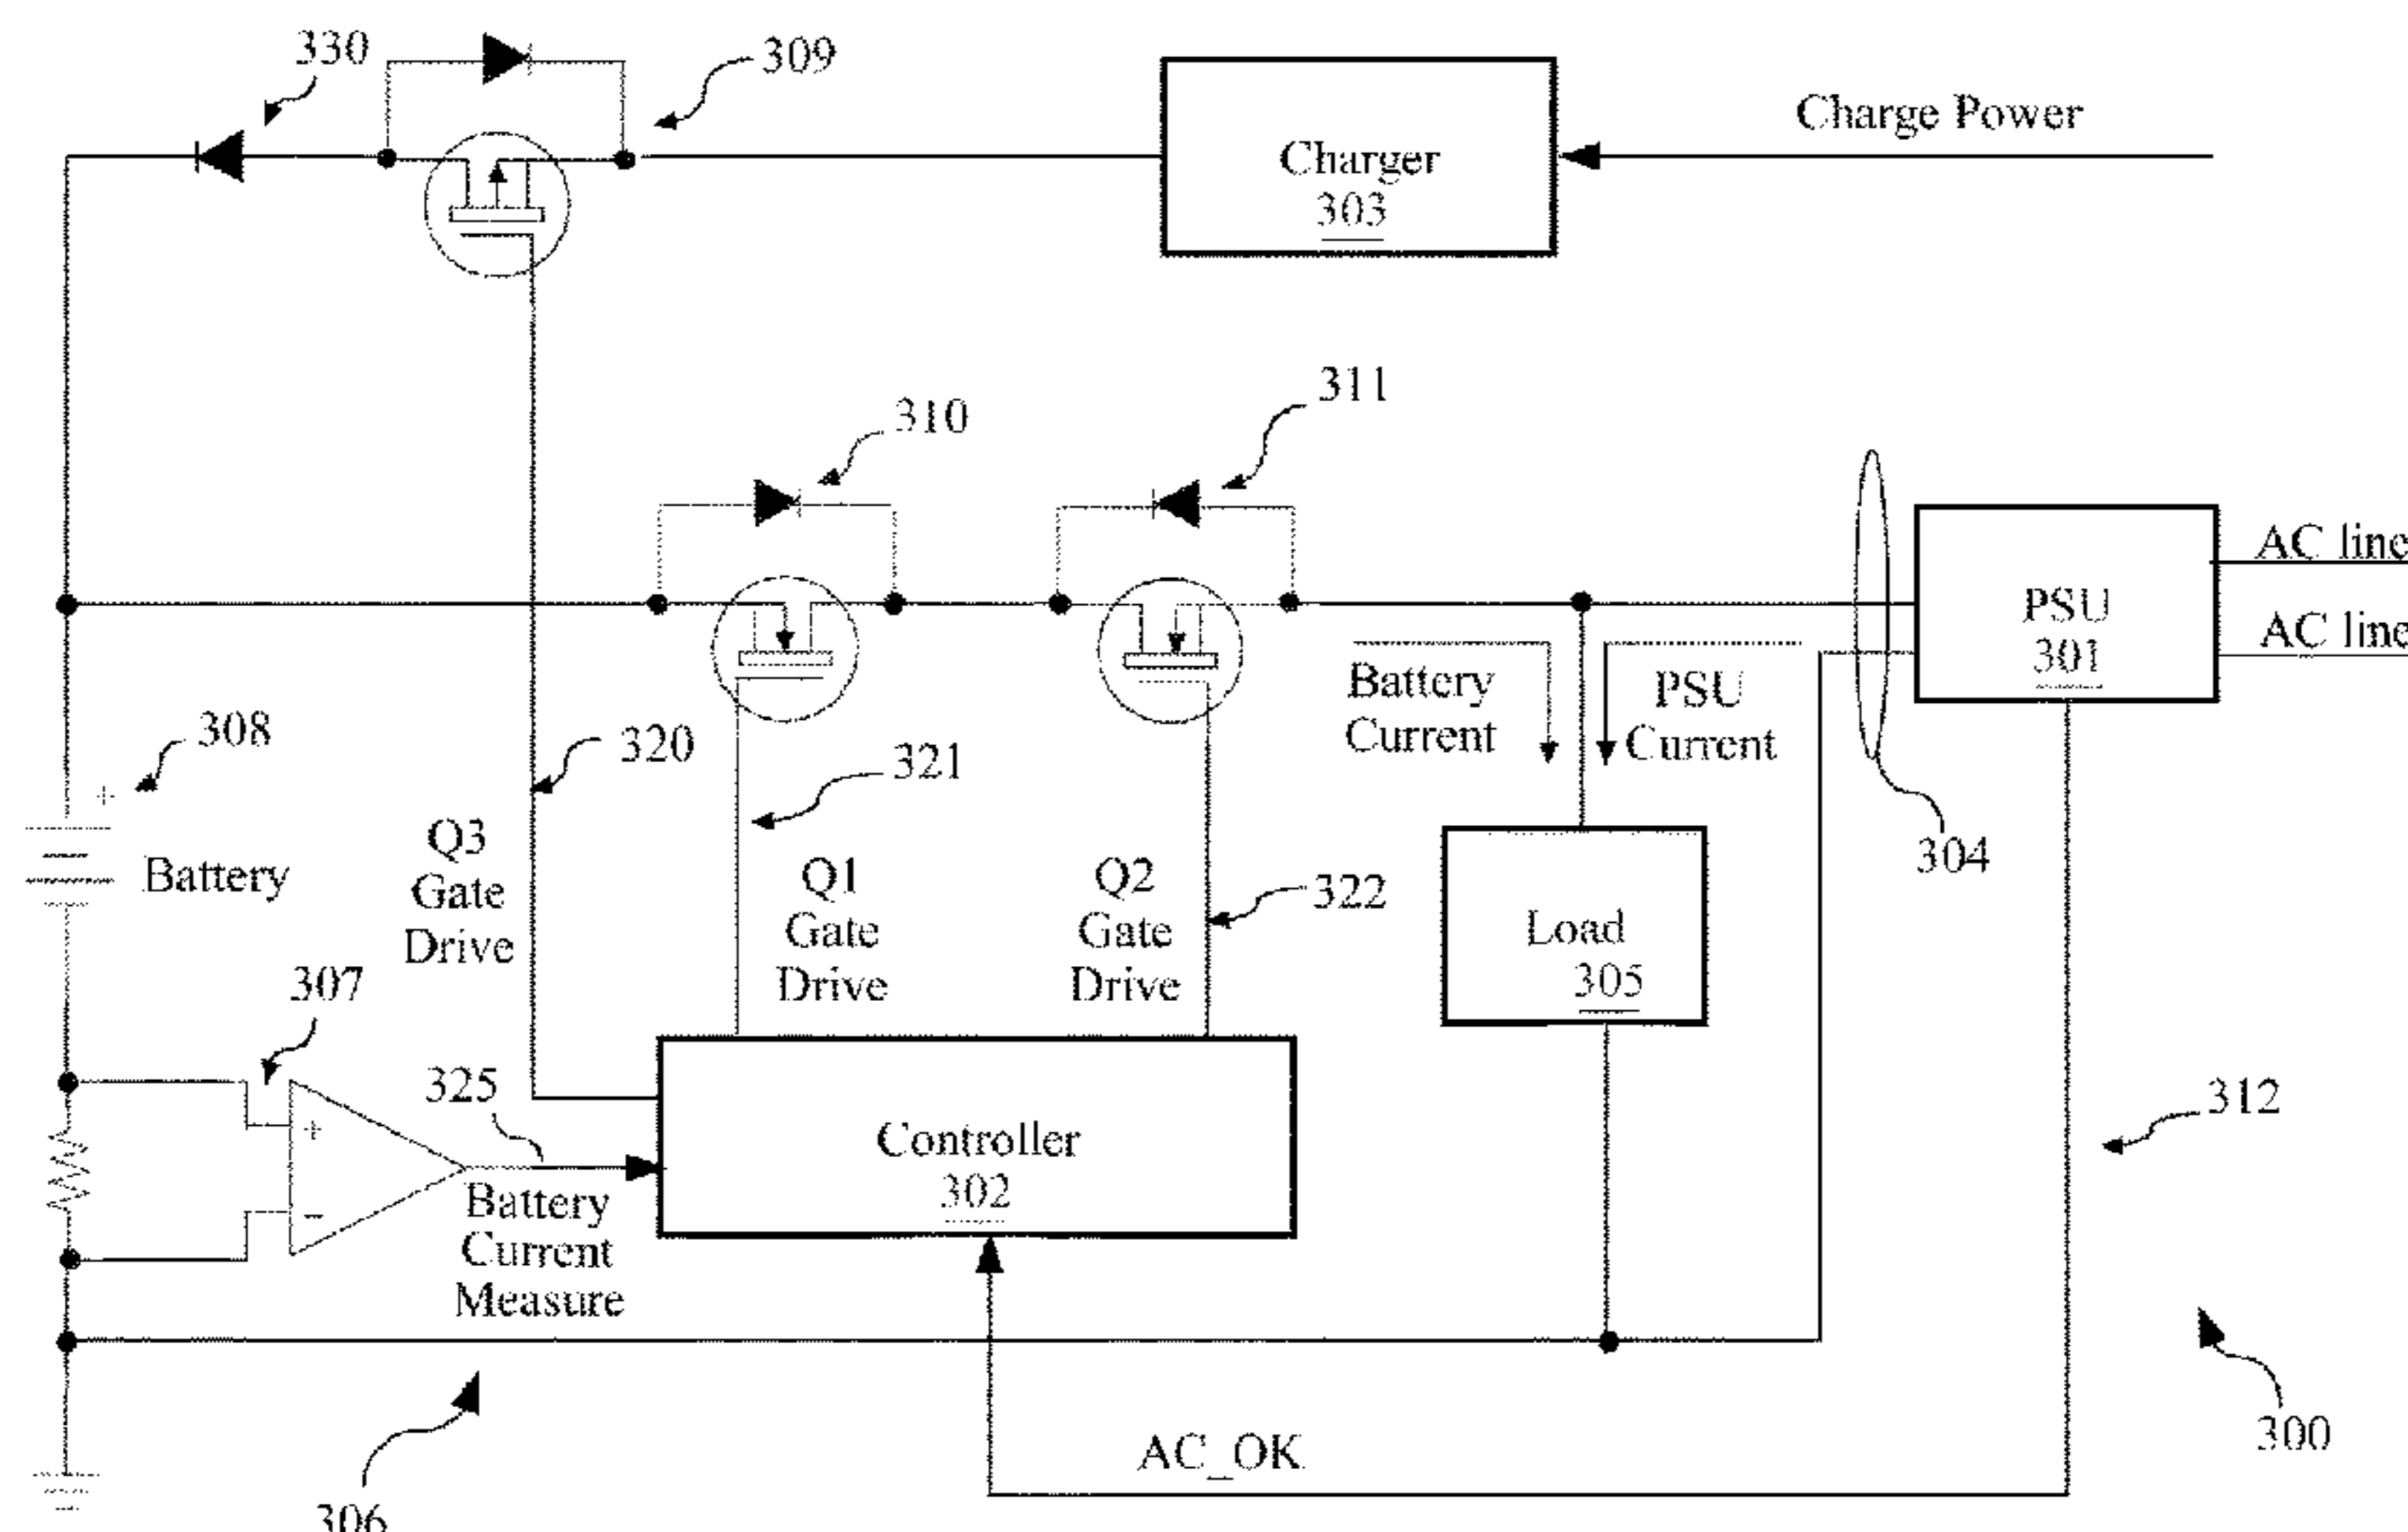 330
309
Charge Power
Charger
303
311
310
AC line
PSU
301
AC line
Battery
Current
PSU
Current
308
+
320
321
304
Q3
Gate
Drive
Battery
Q1
Gate
Drive
Q2
Gate
Drive
322
Load
305
307
325
312
+
−
Controller
302
Battery
Current
Measure
300
AC_OK
306